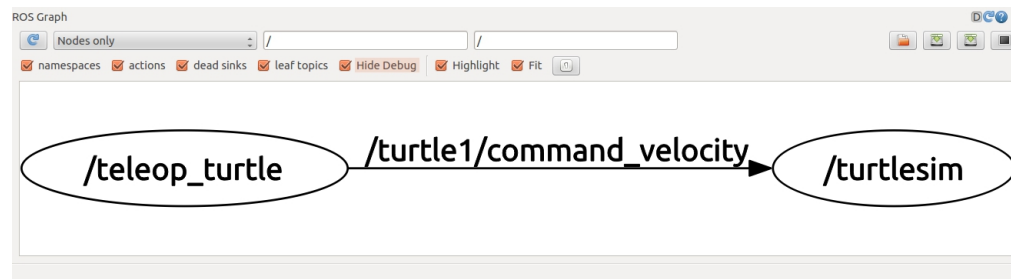 ROS Graph
D
Nodes only / /
namespaces actions dead sinks leaf topics Hide Debug Highlight Fit
/teleop_turtle /turtle1/command_velocity /turtlesim